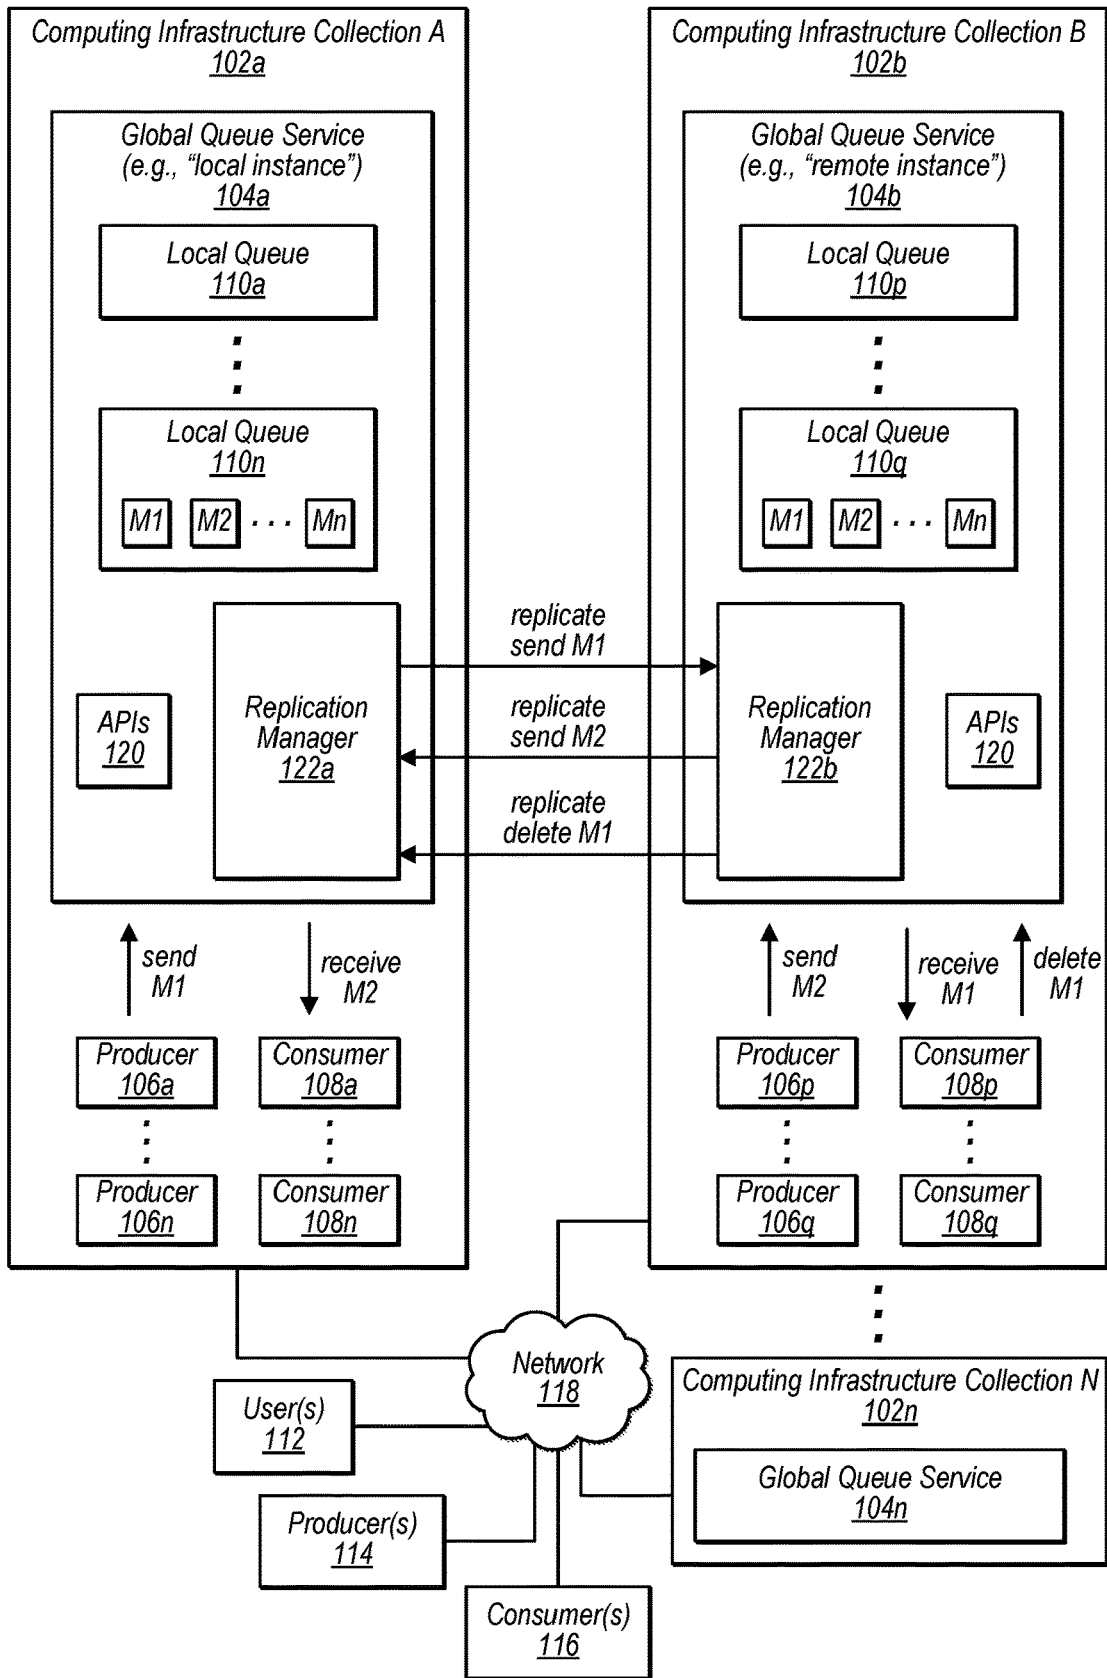 Computing Infrastructure Collection A
102a
Global Queue Service
(e.g., “local instance”)
104a
Local Queue
110a
Local Queue
110n
M1 M2 ... Mn
Replication
Manager
122a
APIs
120
send
M1
receive
M2
Producer
106a
Consumer
108a
Producer
106n
Consumer
108n
replicate
send M1
replicate
send M2
replicate
delete M1
Computing Infrastructure Collection B
102b
Global Queue Service
(e.g., “remote instance”)
104b
Local Queue
110p
Local Queue
110q
M1 M2 ... Mn
Replication
Manager
122b
APIs
120
send
M2
receive
M1
delete
M1
Producer
106p
Consumer
108p
Producer
106q
Consumer
108q
Network
118
User(s)
112
Producer(s)
114
Consumer(s)
116
Computing Infrastructure Collection N
102n
Global Queue Service
104n